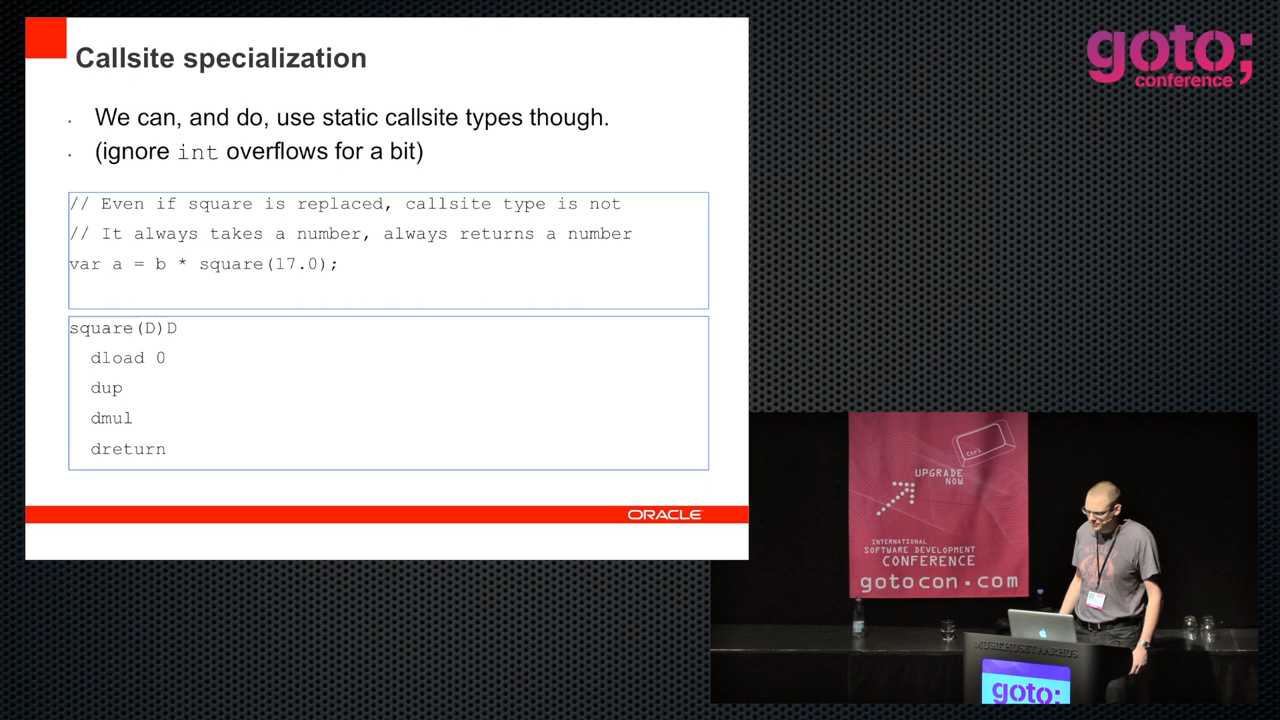 Callsite specialization
We can, and do, use static callsite types though.
(ignore int overflows for a bit)
// Even if square is replaced, callsite type is not
// It always takes a number, always returns a number
var a = b * square(17.0);
square(D)D
dload 0
dup
dmul
dreturn
ORACLE
goto;
conference
UPGRADE
NOW
INTERNATIONAL
SOFTWARE DEVELOPMENT
CONFERENCE
gotocon.com
MUSIKHUSET AARHUS
goto;